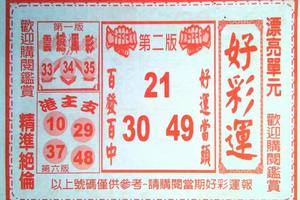 漂亮單元
好彩運
歡迎購閱鑑賞
第二版
好運當頭
百發百中
21
30 49
第一版
33 34 35
港主支
10 29
37 48
第六版
歡迎購閱鑑賞
精準絕倫
以上號碼僅供參考-請購閱當期好彩運報